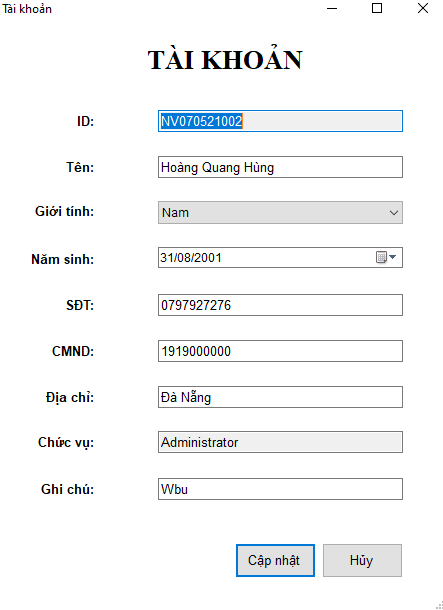 Tài khoản
TÀI KHOẢN
ID: NV070521002
Tên: Hoàng Quang Hùng
Giới tính: Nam
Năm sinh: 31/08/2001
SĐT: 0797927276
CMND: 1919000000
Địa chỉ: Đà Nẵng
Chức vụ: Administrator
Ghi chú: Wbu
Cập nhật Hủy